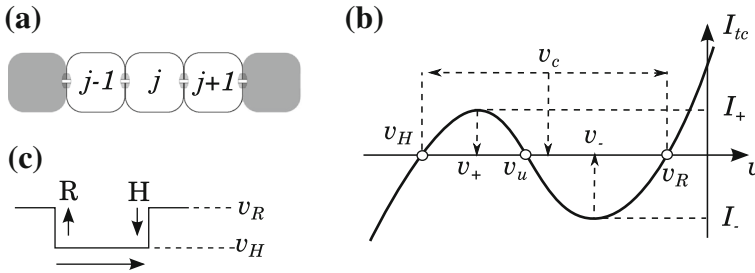 (a)
j-1 j j+1
(b)
I_tc
v_c
I_+
v_H
v_-
v_+ v_u v_R v
I_-
(c)
R H
v_R
v_H